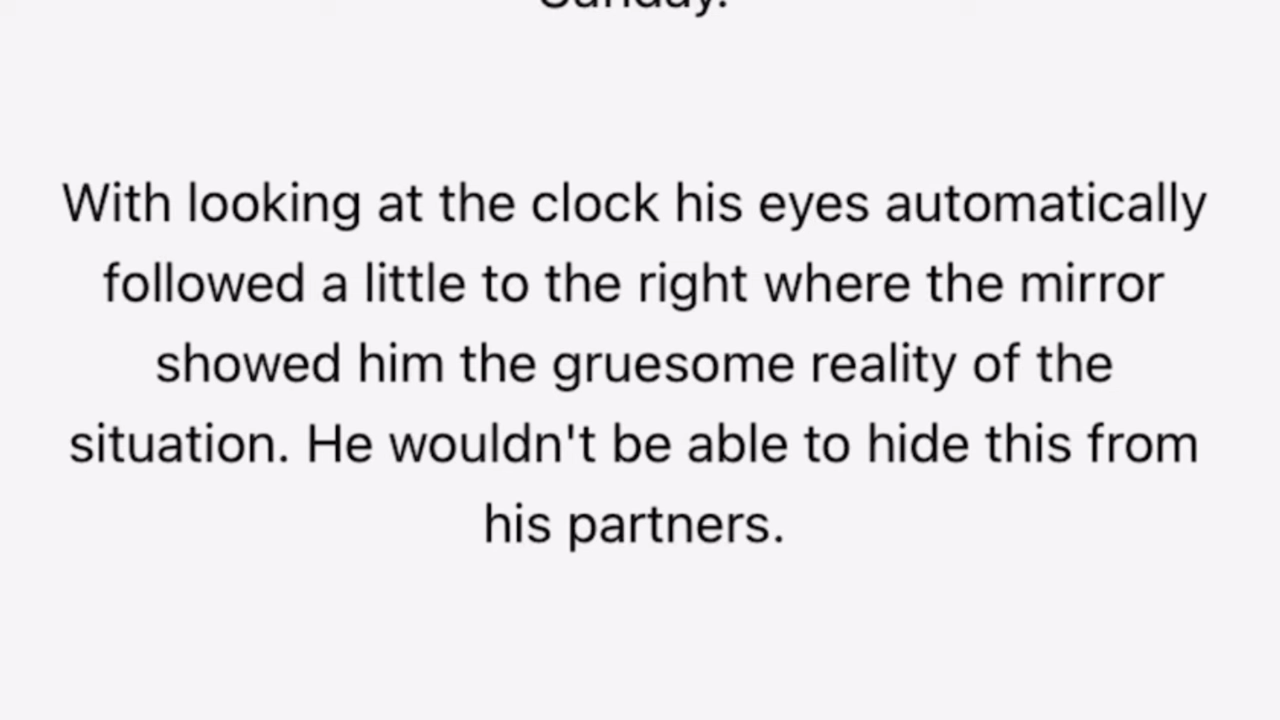 Sunday.
With looking at the clock his eyes automatically
followed a little to the right where the mirror
showed him the gruesome reality of the
situation. He wouldn't be able to hide this from
his partners.